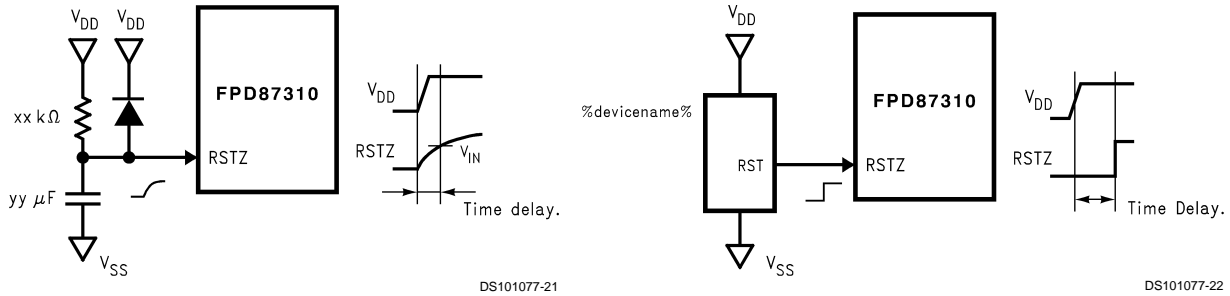 V_DD V_DD
FPD87310
xx kΩ
RSTZ
yy μF
V_SS
V_DD
RSTZ
V_IN
Time delay.
DS101077-21
V_DD
%devicename%
RST
FPD87310
RSTZ
V_SS
V_DD
RSTZ
Time Delay.
DS101077-22